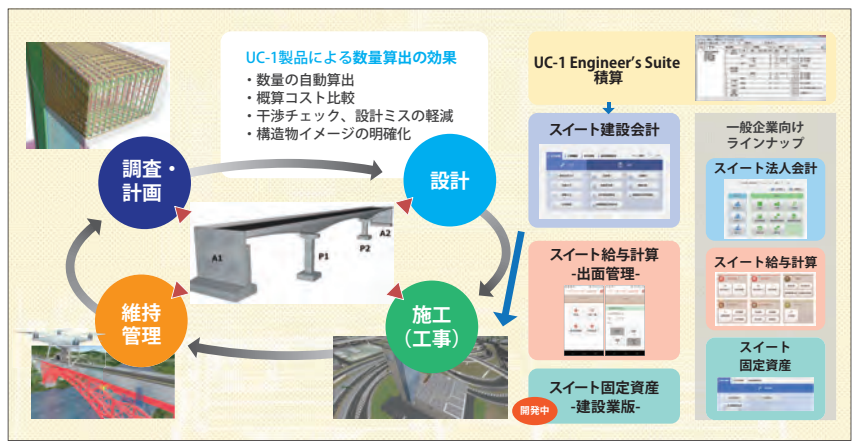 UC-1製品による数量算出の効果
・数量の自動算出
・概算コスト比較
・干渉チェック、設計ミスの軽減
・構造物イメージの明確化
調査・
計画
設計
施工
（工事）
維持
管理
A1
P1
P2
A2
UC-1 Engineer's Suite
積算
スイート建設会計
スイート給与計算
-出面管理-
開発中
スイート固定資産
-建設業版-
一般企業向け
ラインナップ
スイート法人会計
スイート給与計算
スイート
固定資産